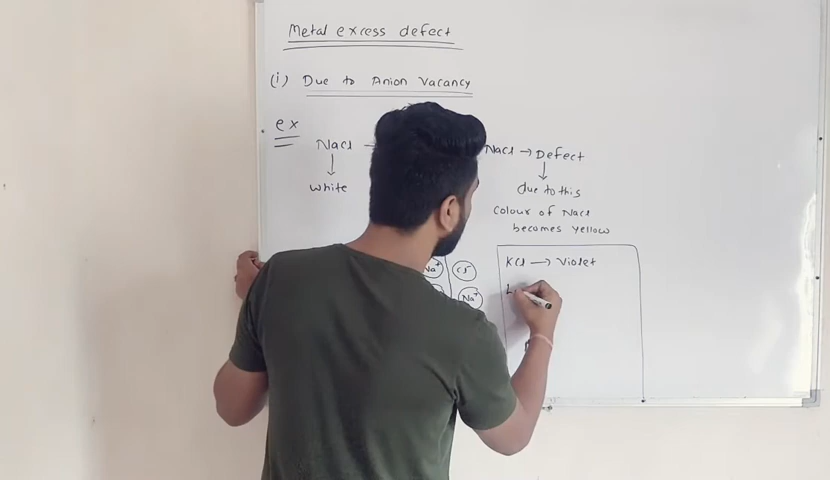 Metal excess defect
(i) Due to Anion Vacancy
ex
Nacl → Nacl → Defect
↓ ↓
white due to this
Colour of Nacl
becomes yellow
Na⁺ Cl⁻
Na⁺
KCl → Violet
L